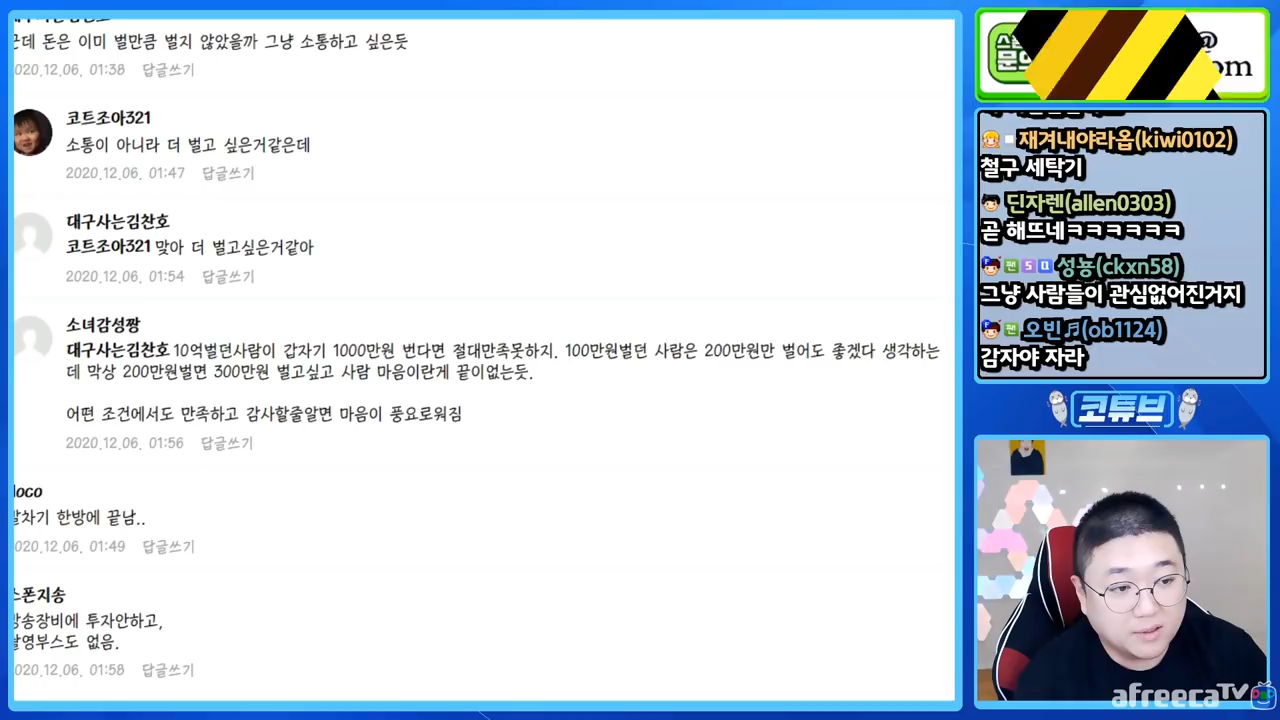 돈은 이미 벌만큼 벌지 않았을까 그냥 소통하고 싶은듯
2020.12.06. 01:38 답글쓰기
코트조아321
소통이 아니라 더 벌고 싶은거같은데
2020.12.06. 01:47 답글쓰기
대구사는김찬호
코트조아321 맞아 더 벌고싶은거같아
2020.12.06. 01:54 답글쓰기
소녀감성짱
대구사는김찬호 10억벌던사람이 갑자기 1000만원 번다면 절대만족못하지. 100만원벌던 사람은 200만원만 벌어도 좋겠다 생각하는
데 막상 200만원벌면 300만원 벌고싶고 사람 마음이란게 끝이없는듯.
어떤 조건에서도 만족하고 감사할줄알면 마음이 풍요로워짐
2020.12.06. 01:56 답글쓰기
loco
한방에 끝남..
2020.12.06. 01:49 답글쓰기
스폰지송
방송장비에 투자안하고,
촬영부스도 없음.
2020.12.06. 01:58 답글쓰기
문의
@
om
재겨내야라옵(kiwi0102)
철구 세탁기
딘자렌(allen0303)
곧 해뜨네ㅋㅋㅋㅋㅋㅋ
팬 S Q 성뇽(ckxn58)
그냥 사람들이 관심없어진거지
팬 오빈♬(ob1124)
감자야 자라
코튜브
afreecaTV